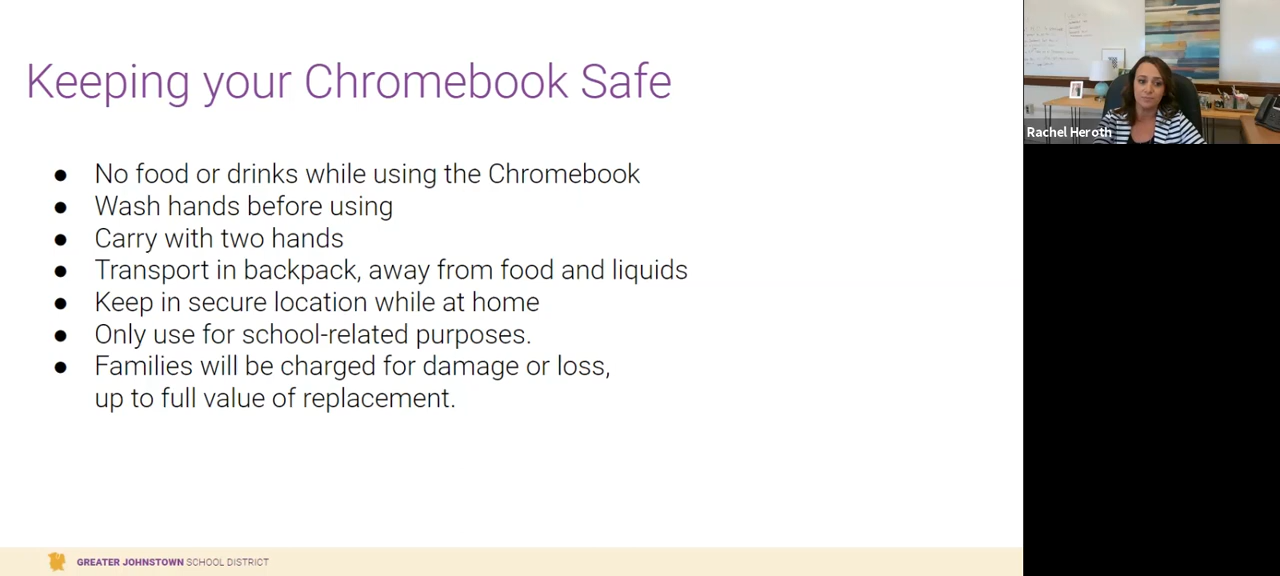 Keeping your Chromebook Safe
● No food or drinks while using the Chromebook
● Wash hands before using
● Carry with two hands
● Transport in backpack, away from food and liquids
● Keep in secure location while at home
● Only use for school-related purposes.
● Families will be charged for damage or loss,
up to full value of replacement.
GREATER JOHNSTOWN SCHOOL DISTRICT
Rachel Heroth